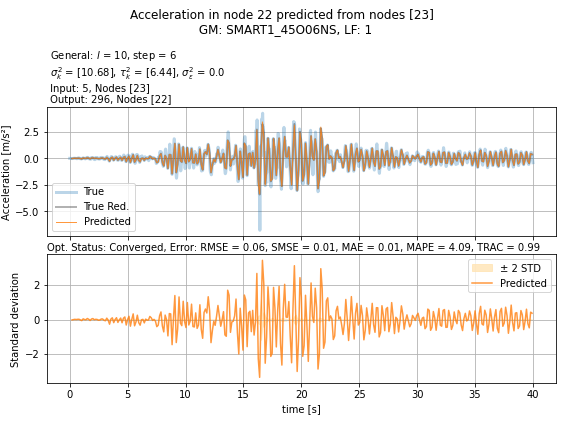 Acceleration in node 22 predicted from nodes [23]
GM: SMART1_45O06NS, LF: 1
General: l = 10, step = 6
σ²ₖ = [10.68], τ²ₖ = [6.44], σ²ε = 0.0
Input: 5, Nodes [23]
Output: 296, Nodes [22]
Acceleration [m/s²]
2.5
0.0
−2.5
−5.0
True
True Red.
Predicted
Opt. Status: Converged, Error: RMSE = 0.06, SMSE = 0.01, MAE = 0.01, MAPE = 4.09, TRAC = 0.99
Standard deviation
2
0
−2
± 2 STD
Predicted
0 5 10 15 20 25 30 35 40
time [s]